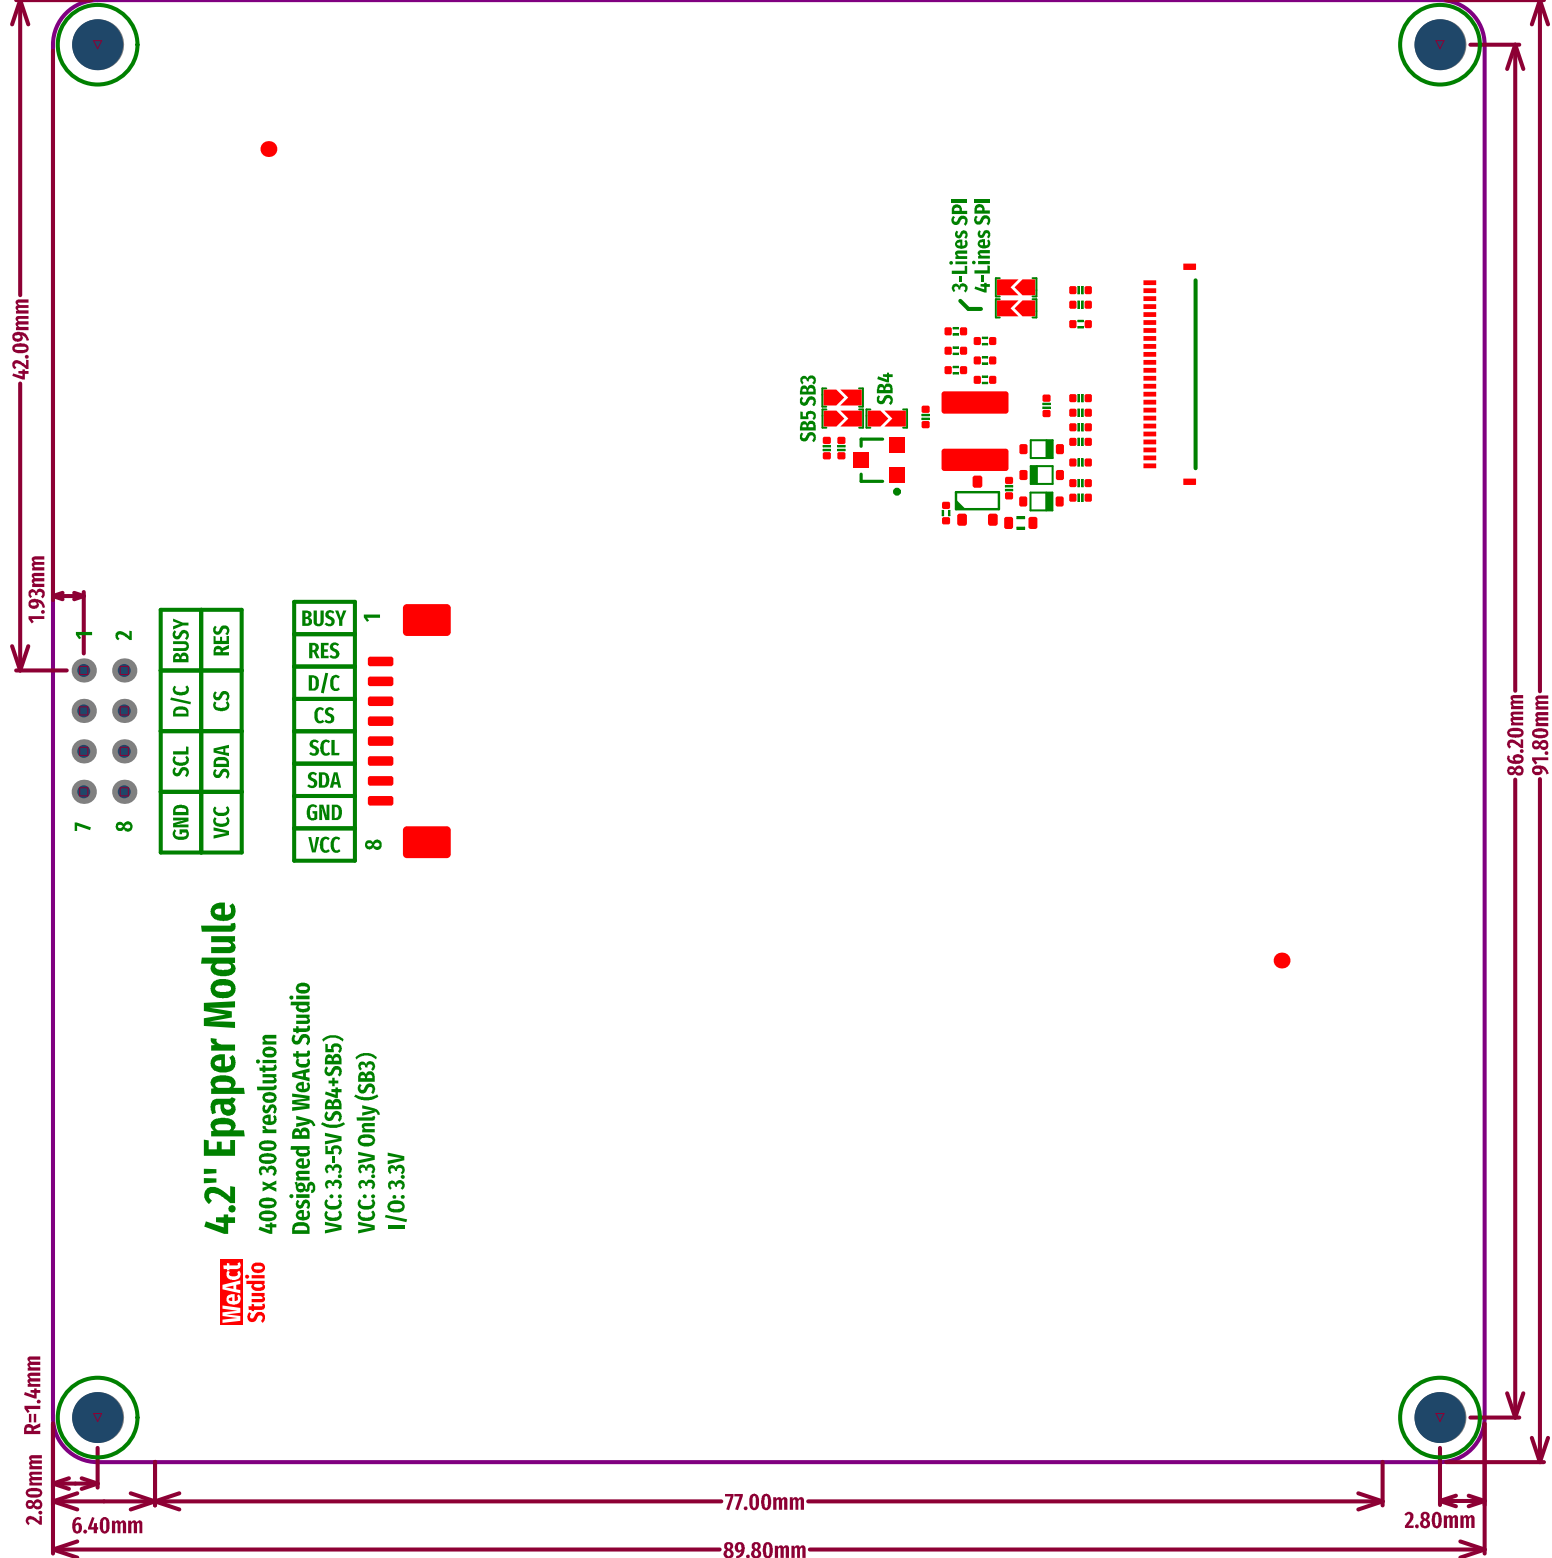 42.09mm
1.93mm
3-Lines SPI
4-Lines SPI
SB3
SB5
SB4
1
2
7
8
BUSY
RES
D/C
CS
SCL
SDA
GND
VCC
1
BUSY
RES
D/C
CS
SCL
SDA
GND
VCC
8
86.20mm
91.80mm
4.2" Epaper Module
400 x 300 resolution
Designed By WeAct Studio
VCC: 3.3-5V (SB4+SB5)
VCC: 3.3V Only (SB3)
I/O: 3.3V
WeAct
Studio
R=1.4mm
2.80mm
6.40mm
77.00mm
2.80mm
89.80mm